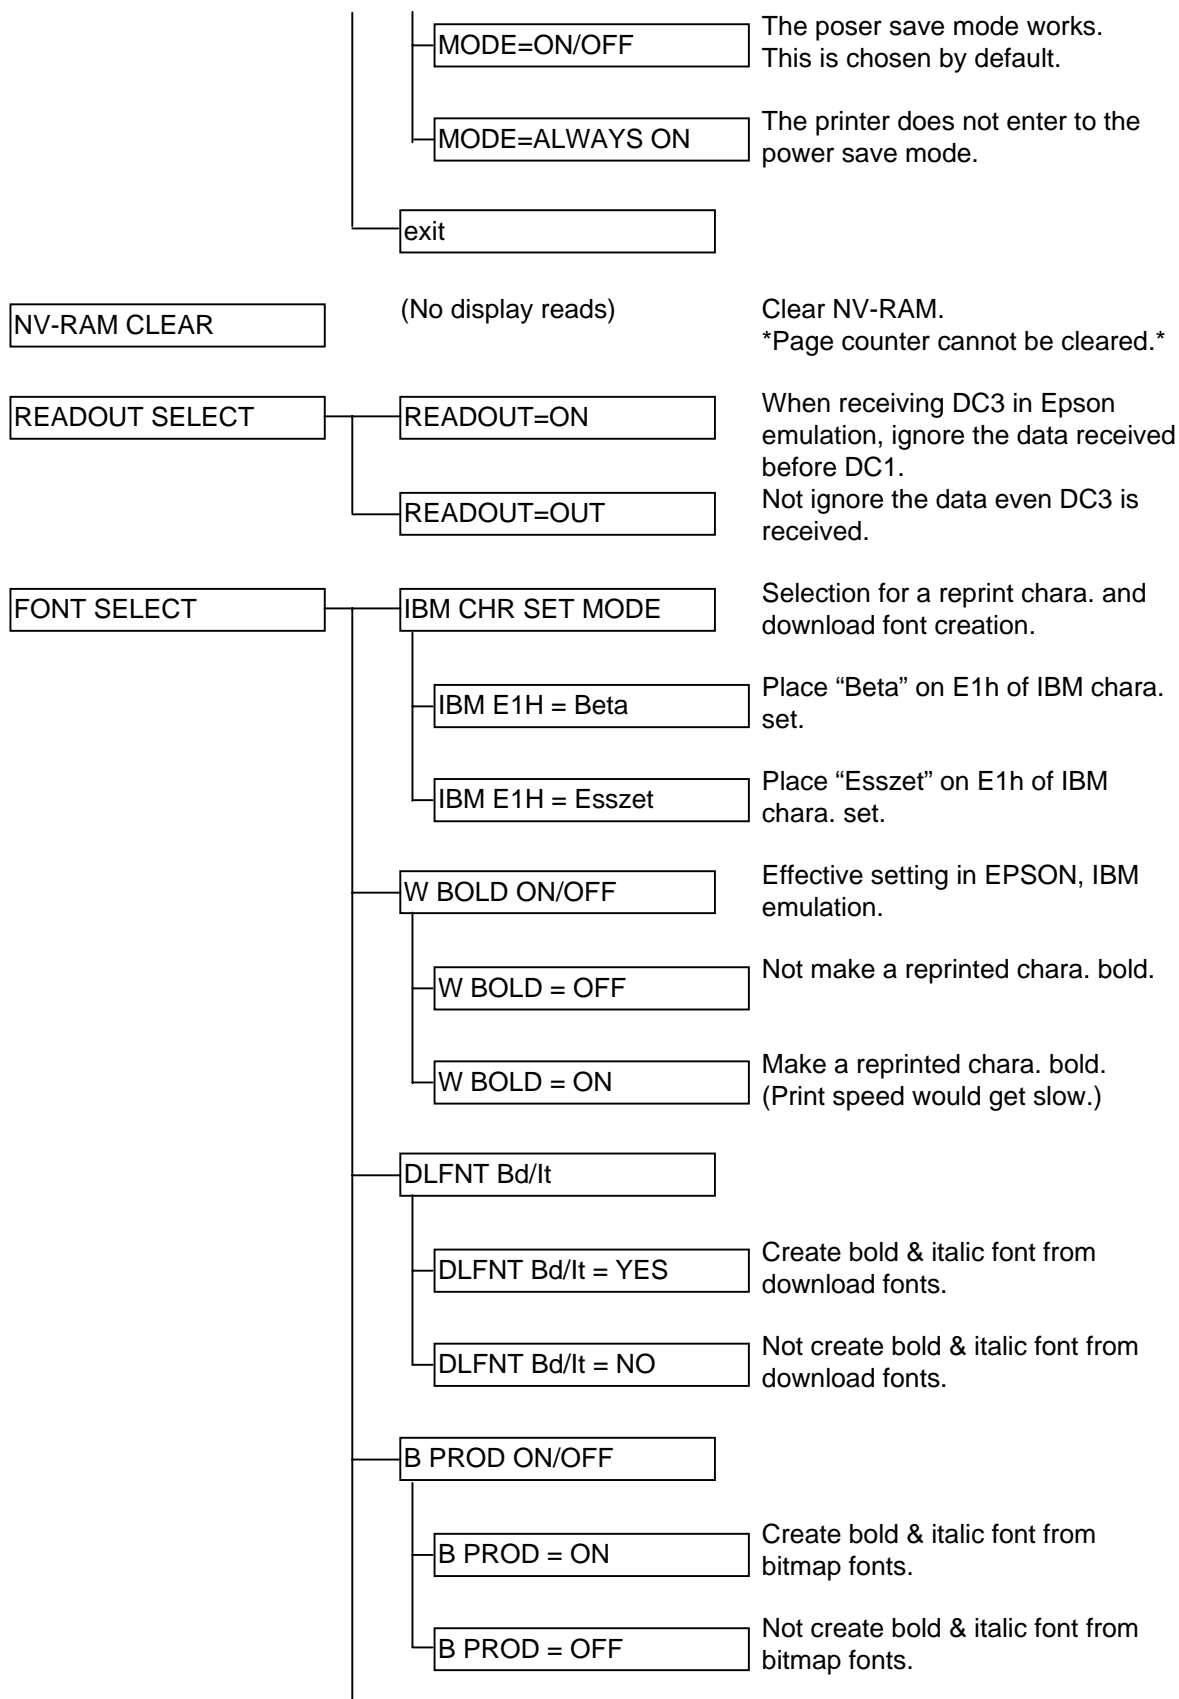 MODE=ON/OFF
The poser save mode works.
This is chosen by default.
MODE=ALWAYS ON
The printer does not enter to the
power save mode.
exit
NV-RAM CLEAR
(No display reads)
Clear NV-RAM.
*Page counter cannot be cleared.*
READOUT SELECT
READOUT=ON
When receiving DC3 in Epson
emulation, ignore the data received
before DC1.
READOUT=OUT
Not ignore the data even DC3 is
received.
FONT SELECT
IBM CHR SET MODE
Selection for a reprint chara. and
download font creation.
IBM E1H = Beta
Place “Beta” on E1h of IBM chara.
set.
IBM E1H = Esszet
Place “Esszet” on E1h of IBM
chara. set.
W BOLD ON/OFF
Effective setting in EPSON, IBM
emulation.
W BOLD = OFF
Not make a reprinted chara. bold.
W BOLD = ON
Make a reprinted chara. bold.
(Print speed would get slow.)
DLFNT Bd/It
DLFNT Bd/It = YES
Create bold & italic font from
download fonts.
DLFNT Bd/It = NO
Not create bold & italic font from
download fonts.
B PROD ON/OFF
B PROD = ON
Create bold & italic font from
bitmap fonts.
B PROD = OFF
Not create bold & italic font from
bitmap fonts.